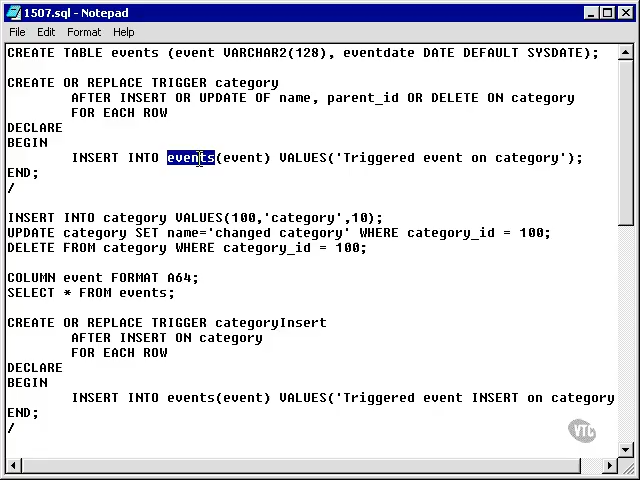 1507.sql - Notepad
File Edit Format Help
CREATE TABLE events (event VARCHAR2(128), eventdate DATE DEFAULT SYSDATE);
CREATE OR REPLACE TRIGGER category
AFTER INSERT OR UPDATE OF name, parent_id OR DELETE ON category
FOR EACH ROW
DECLARE
BEGIN
INSERT INTO events(event) VALUES('Triggered event on category');
END;
/
INSERT INTO category VALUES(100,'category',10);
UPDATE category SET name='changed category' WHERE category_id = 100;
DELETE FROM category WHERE category_id = 100;
COLUMN event FORMAT A64;
SELECT * FROM events;
CREATE OR REPLACE TRIGGER categoryInsert
AFTER INSERT ON category
FOR EACH ROW
DECLARE
BEGIN
INSERT INTO events(event) VALUES('Triggered event INSERT on category
END;
/
VTC